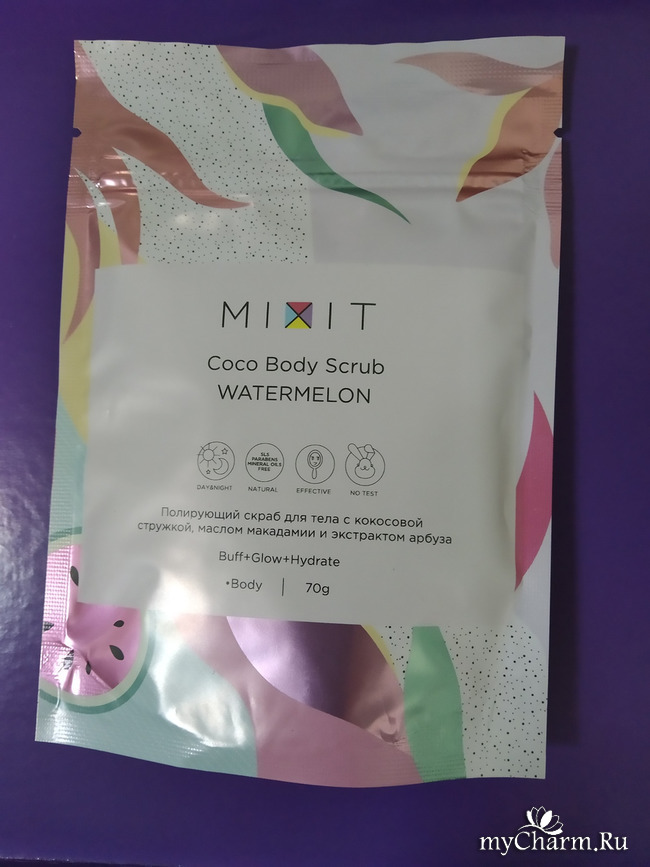 MIXIT
Coco Body Scrub
WATERMELON
SLS
PARABENS
MINERAL OILS
FREE
DAY&NIGHT
NATURAL
EFFECTIVE
NO TEST
Полирующий скраб для тела с кокосовой
стружкой, маслом макадамии и экстрактом арбуза
Buff+Glow+Hydrate
*Body | 70g
myCharm.Ru